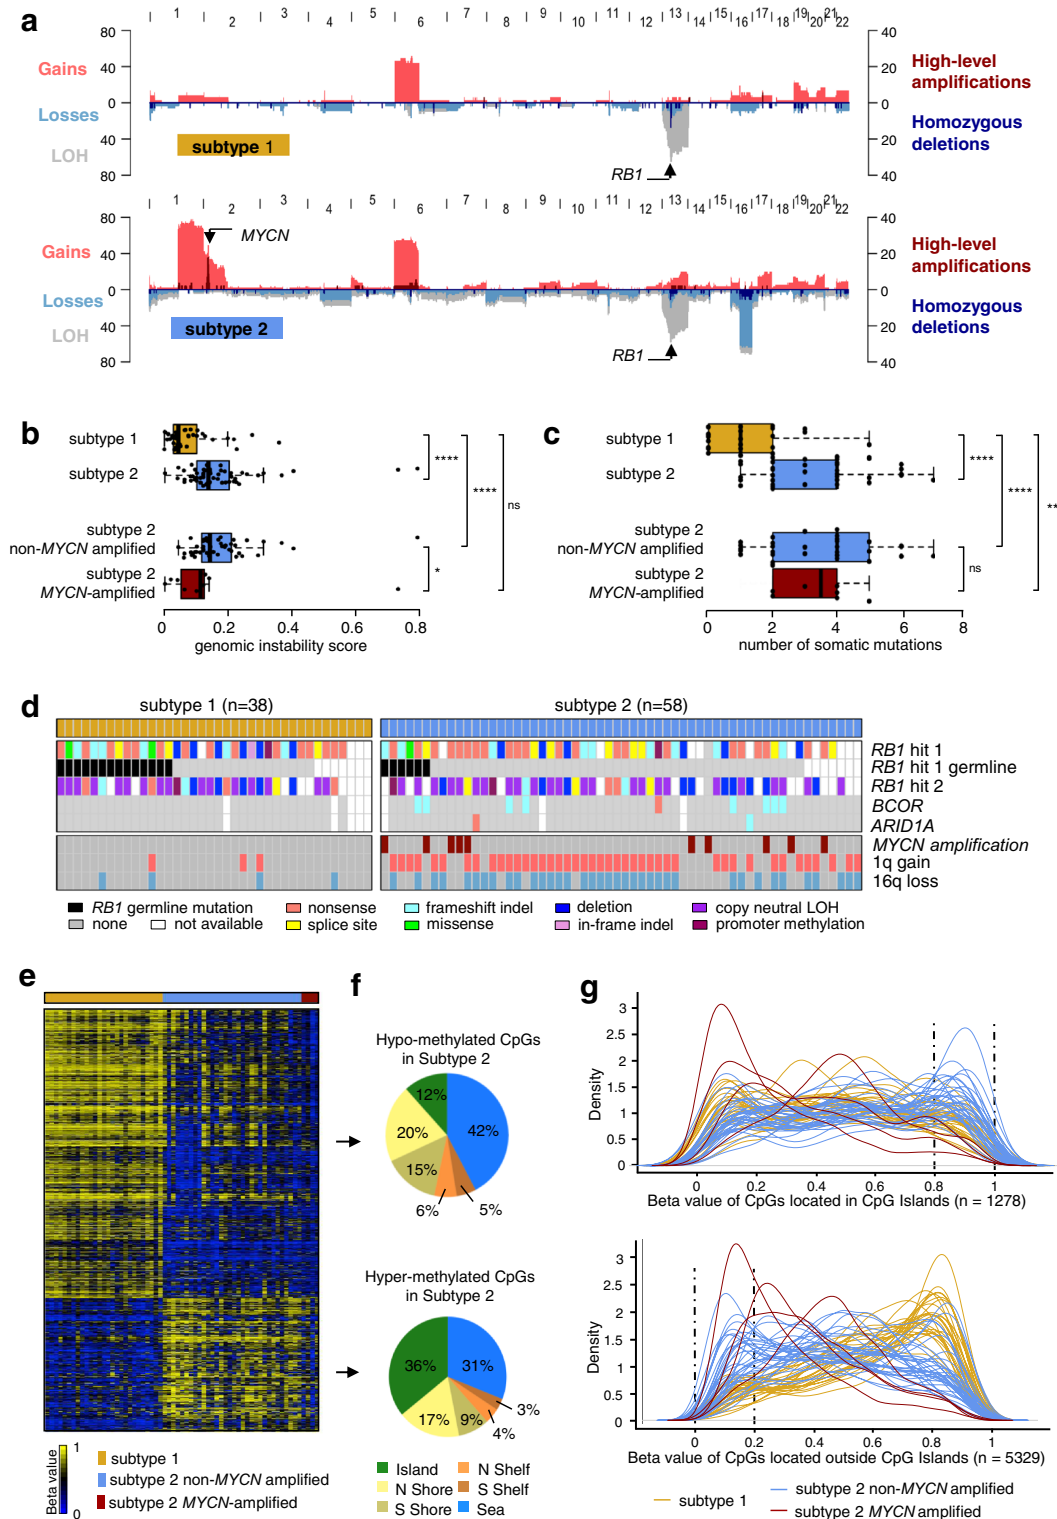 a
1 2 3 4 5 6 7 8 9 10 11 12 13 14 15 16 17 18 19 20 21 22
80 40 0 40 80
Gains
Losses
LOH
subtype 1
RB1
40 20 0 20 40
High-level
amplifications
Homozygous
deletions
1 2 3 4 5 6 7 8 9 10 11 12 13 14 15 16 17 18 19 20 21 22
80 40 0 40 80
Gains
Losses
LOH
MYCN
subtype 2
RB1
40 20 0 20 40
High-level
amplifications
Homozygous
deletions
b
subtype 1
subtype 2
subtype 2
non-MYCN amplified
subtype 2
MYCN-amplified
****
****
ns
*
0 0.2 0.4 0.6 0.8
genomic instability score
c
subtype 1
subtype 2
subtype 2
non-MYCN amplified
subtype 2
MYCN-amplified
****
****
**
ns
0 2 4 6 8
number of somatic mutations
d
subtype 1 (n=38)
subtype 2 (n=58)
RB1 hit 1
RB1 hit 1 germline
RB1 hit 2
BCOR
ARID1A
MYCN amplification
1q gain
16q loss
RB1 germline mutation nonsense frameshift indel deletion copy neutral LOH
none not available splice site missense in-frame indel promoter methylation
e
Beta value
1
0
subtype 1
subtype 2 non-MYCN amplified
subtype 2 MYCN-amplified
f
Hypo-methylated CpGs
in Subtype 2
12%
42%
20%
15%
6%
5%
Hyper-methylated CpGs
in Subtype 2
36%
31%
17%
9%
3%
4%
Island N Shelf
N Shore S Shelf
S Shore Sea
g
Density
3
2.5
2
1.5
1
0.5
0
0 0.2 0.4 0.6 0.8 1
Beta value of CpGs located in CpG Islands (n = 1278)
Density
3
2.5
2
1.5
1
0.5
0
0 0.2 0.4 0.6 0.8 1
Beta value of CpGs located outside CpG Islands (n = 5329)
subtype 1
subtype 2 non-MYCN amplified
subtype 2 MYCN amplified